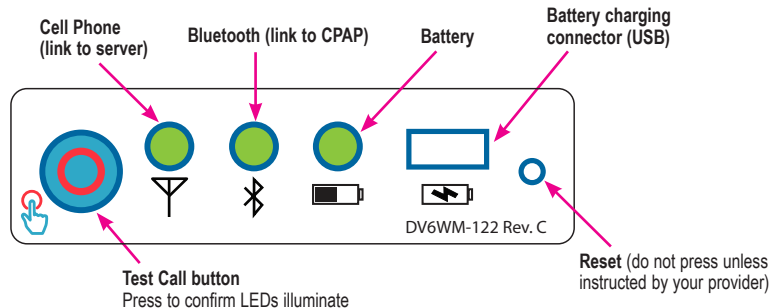 Cell Phone
(link to server)
Bluetooth (link to CPAP)
Battery
Battery charging
connector (USB)
DV6WM-122 Rev. C
Test Call button
Press to confirm LEDs illuminate
Reset (do not press unless
instructed by your provider)